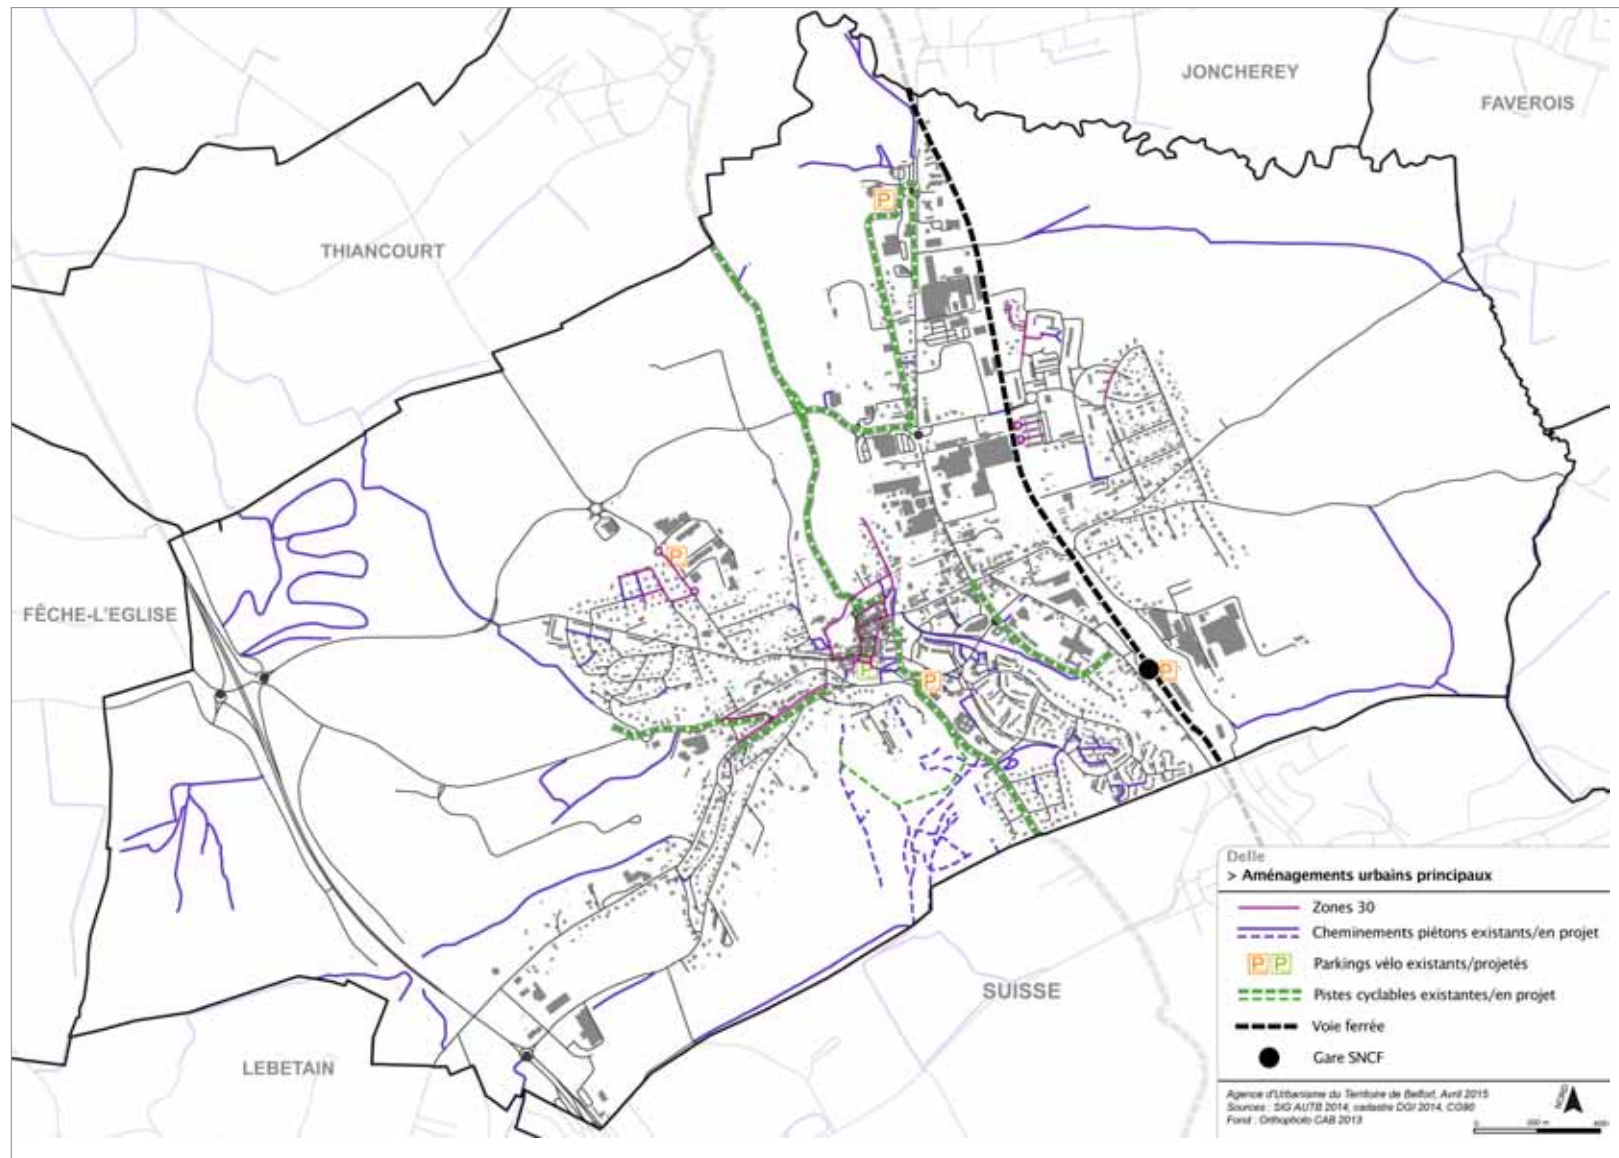 JONCHEREY
FAVEROIS
THIANCOURT
P
P
FÊCHE-L'EGLISE
P
P
P
SUISSE
LEBETAIN
Delle
> Aménagements urbains principaux
Zones 30
Cheminements piétons existants/en projet
P P Parkings vélo existants/projetés
Pistes cyclables existantes/en projet
Voie ferrée
Gare SNCF
Agence d'Urbanisme du Territoire de Belfort, Avril 2015
Sources : SIG AUTB 2014, cadastre DGI 2014, CG90
Fond : Orthophoto CAB 2013
NORD
0